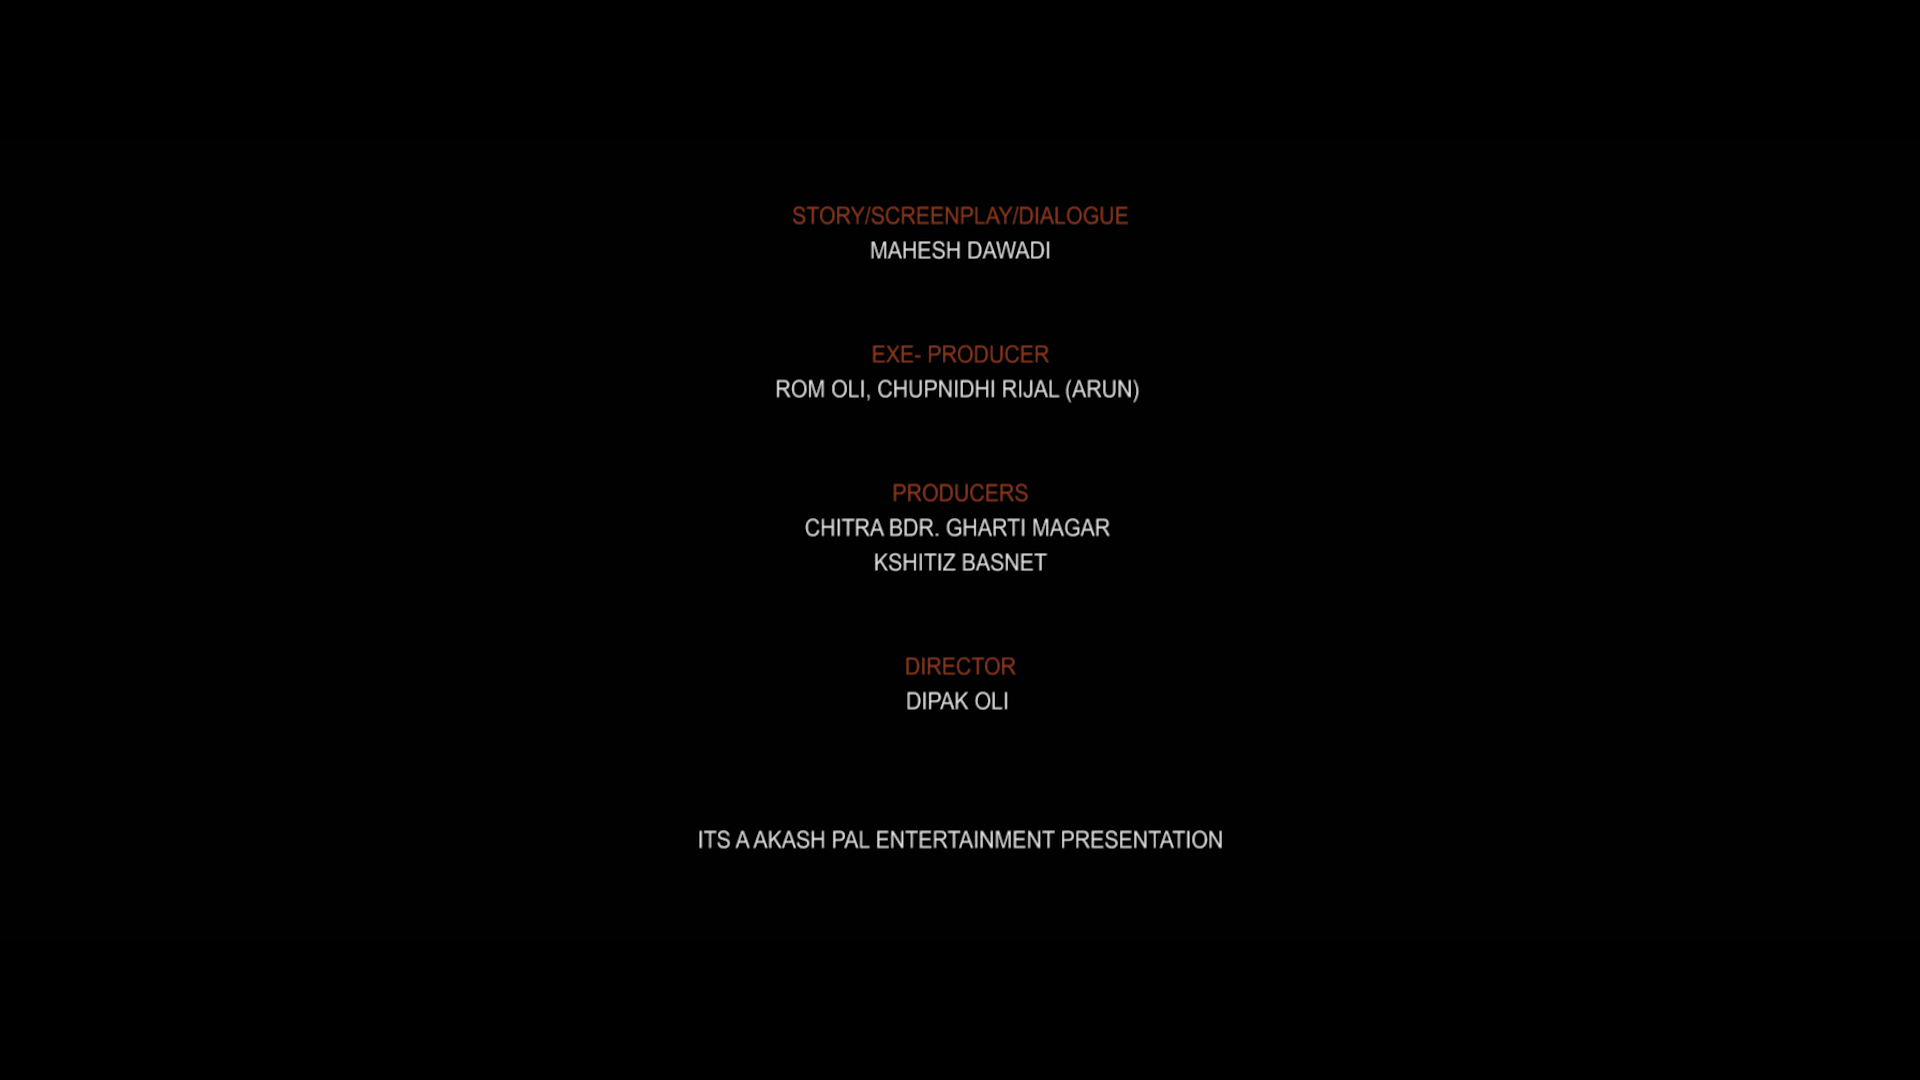 STORY/SCREENPLAY/DIALOGUE
MAHESH DAWADI
EXE- PRODUCER
ROM OLI, CHUPNIDHI RIJAL (ARUN)
PRODUCERS
CHITRA BDR. GHARTI MAGAR
KSHITIZ BASNET
DIRECTOR
DIPAK OLI
ITS A AKASH PAL ENTERTAINMENT PRESENTATION